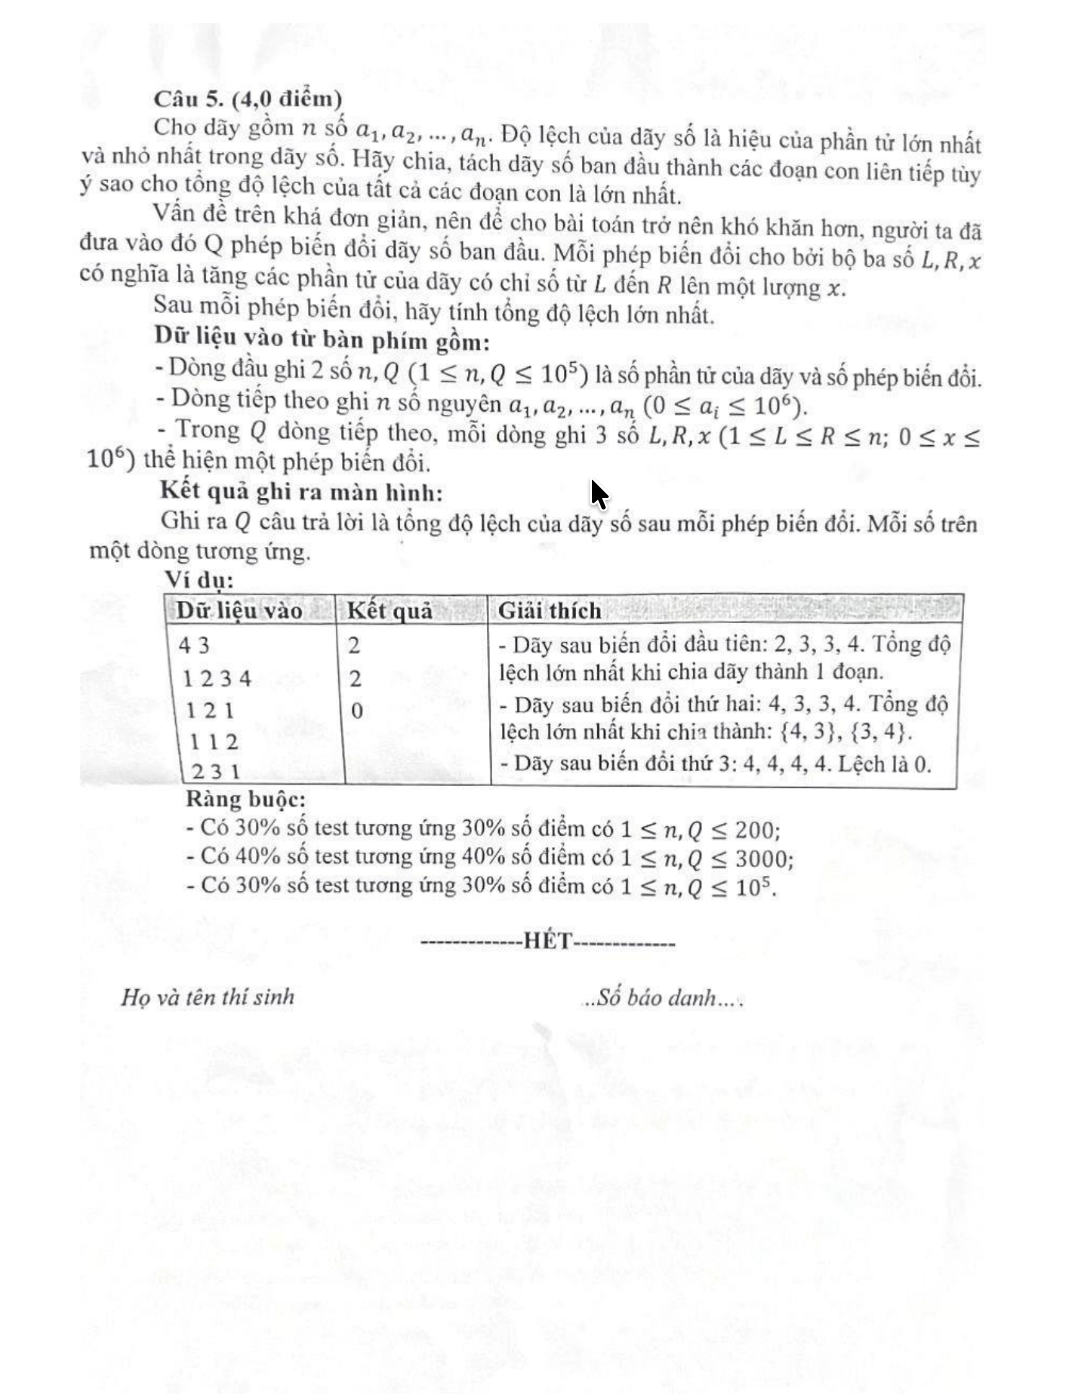 Câu 5. (4,0 điểm)
Cho dãy gồm n số a₁, a₂, ..., aₙ. Độ lệch của dãy số là hiệu của phần tử lớn nhất
và nhỏ nhất trong dãy số. Hãy chia, tách dãy số ban đầu thành các đoạn con liên tiếp tùy
ý sao cho tổng độ lệch của tất cả các đoạn con là lớn nhất.
Vấn đề trên khá đơn giản, nên để cho bài toán trở nên khó khăn hơn, người ta đã
đưa vào đó Q phép biến đổi dãy số ban đầu. Mỗi phép biến đổi cho bởi bộ ba số L, R, x
có nghĩa là tăng các phần tử của dãy có chỉ số từ L đến R lên một lượng x.
Sau mỗi phép biến đổi, hãy tính tổng độ lệch lớn nhất.
Dữ liệu vào từ bàn phím gồm:
- Dòng đầu ghi 2 số n, Q (1 ≤ n, Q ≤ 10⁵) là số phần tử của dãy và số phép biến đổi.
- Dòng tiếp theo ghi n số nguyên a₁, a₂, ..., aₙ (0 ≤ aᵢ ≤ 10⁶).
- Trong Q dòng tiếp theo, mỗi dòng ghi 3 số L, R, x (1 ≤ L ≤ R ≤ n; 0 ≤ x ≤
10⁶) thể hiện một phép biến đổi.
Kết quả ghi ra màn hình:
Ghi ra Q câu trả lời là tổng độ lệch của dãy số sau mỗi phép biến đổi. Mỗi số trên
một dòng tương ứng.
Ví dụ:
Dữ liệu vào Kết quả Giải thích
4 3 2 - Dãy sau biến đổi đầu tiên: 2, 3, 3, 4. Tổng độ
1 2 3 4 2 lệch lớn nhất khi chia dãy thành 1 đoạn.
1 2 1 0 - Dãy sau biến đổi thứ hai: 4, 3, 3, 4. Tổng độ
1 1 2 lệch lớn nhất khi chia thành: {4, 3}, {3, 4}.
2 3 1 - Dãy sau biến đổi thứ 3: 4, 4, 4, 4. Lệch là 0.
Ràng buộc:
- Có 30% số test tương ứng 30% số điểm có 1 ≤ n, Q ≤ 200;
- Có 40% số test tương ứng 40% số điểm có 1 ≤ n, Q ≤ 3000;
- Có 30% số test tương ứng 30% số điểm có 1 ≤ n, Q ≤ 10⁵.
-------------HẾT-------------
Họ và tên thí sinh ..Số báo danh....